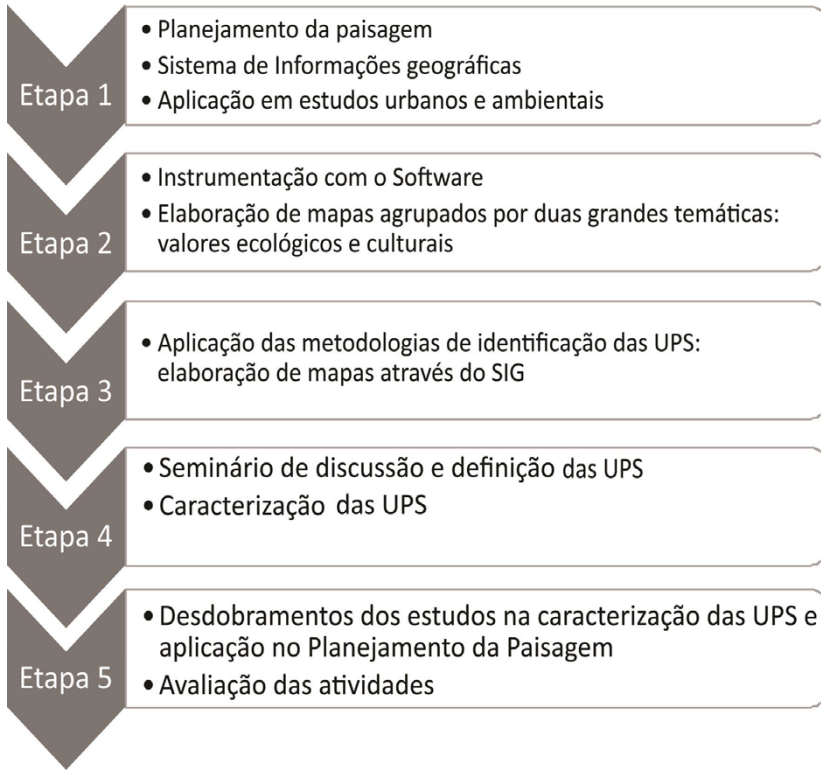 Etapa 1
• Planejamento da paisagem
• Sistema de Informações geográficas
• Aplicação em estudos urbanos e ambientais
Etapa 2
• Instrumentação com o Software
• Elaboração de mapas agrupados por duas grandes temáticas:
valores ecológicos e culturais
Etapa 3
• Aplicação das metodologias de identificação das UPS:
elaboração de mapas através do SIG
Etapa 4
• Seminário de discussão e definição das UPS
• Caracterização das UPS
Etapa 5
• Desdobramentos dos estudos na caracterização das UPS e
aplicação no Planejamento da Paisagem
• Avaliação das atividades